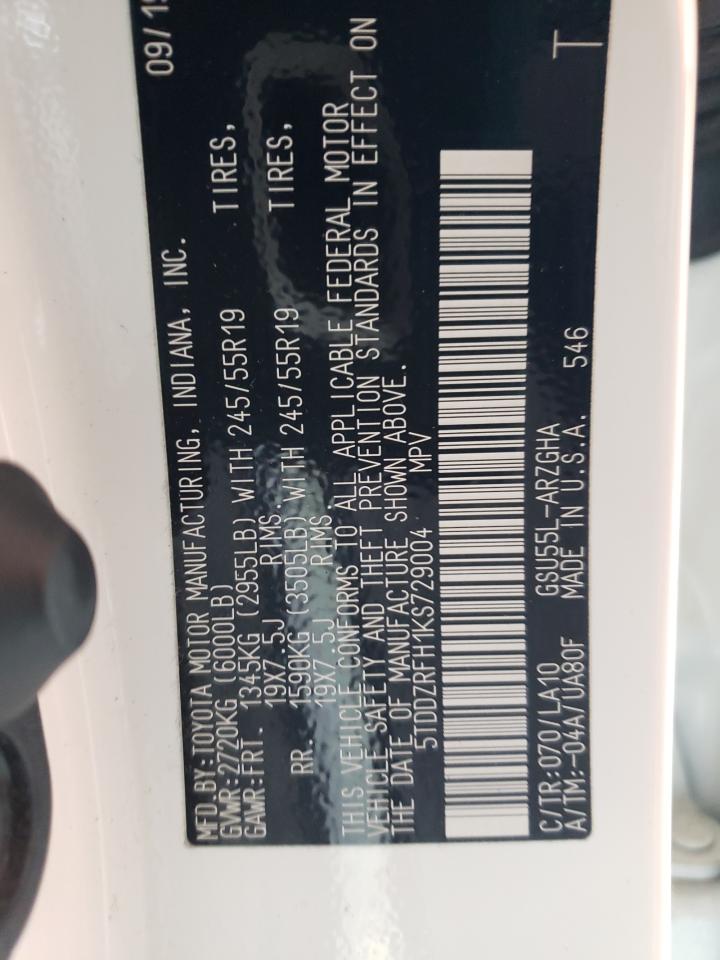 MFD.BY:TOYOTA MOTOR MANUFACTURING, INDIANA, INC. 09/
GVWR:2720KG (6000LB)
GAWR:FRT. 1345KG (2955LB) WITH 245/55R19 TIRES,
19X7.5J RIMS.
RR. 1590KG (3505LB) WITH 245/55R19 TIRES,
19X7.5J RIMS.
THIS VEHICLE CONFORMS TO ALL APPLICABLE FEDERAL MOTOR
VEHICLE SAFETY AND THEFT PREVENTION STANDARDS IN EFFECT ON
THE DATE OF MANUFACTURE SHOWN ABOVE.
5TDDZRFH1KS729004 MPV
C/TR:070/LA10 GSU55L-ARZGHA T
A/TM:-04A/UA80F MADE IN U.S.A. 546